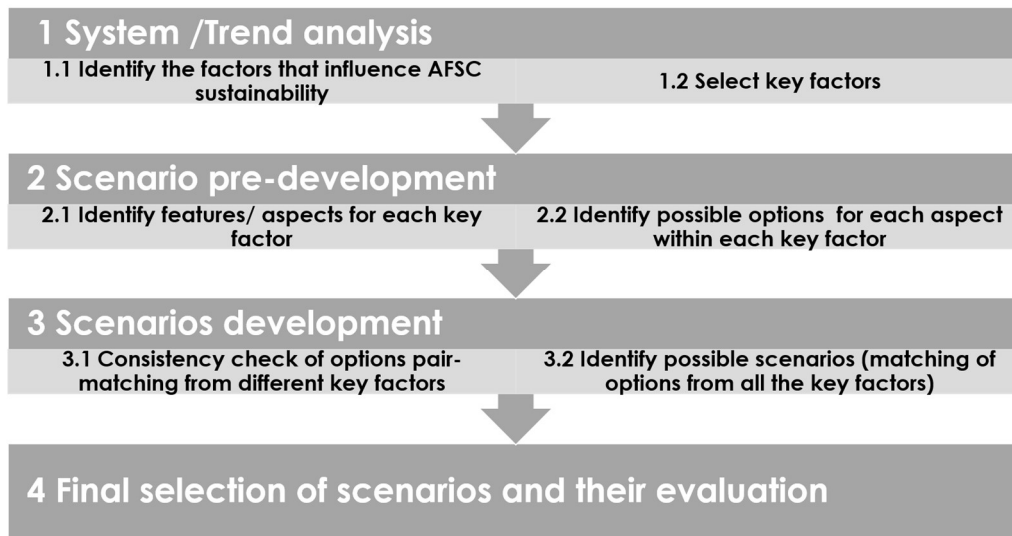 1 System /Trend analysis
1.1 Identify the factors that influence AFSC
sustainability
1.2 Select key factors
2 Scenario pre-development
2.1 Identify features/ aspects for each key
factor
2.2 Identify possible options for each aspect
within each key factor
3 Scenarios development
3.1 Consistency check of options pair-
matching from different key factors
3.2 Identify possible scenarios (matching of
options from all the key factors)
4 Final selection of scenarios and their evaluation